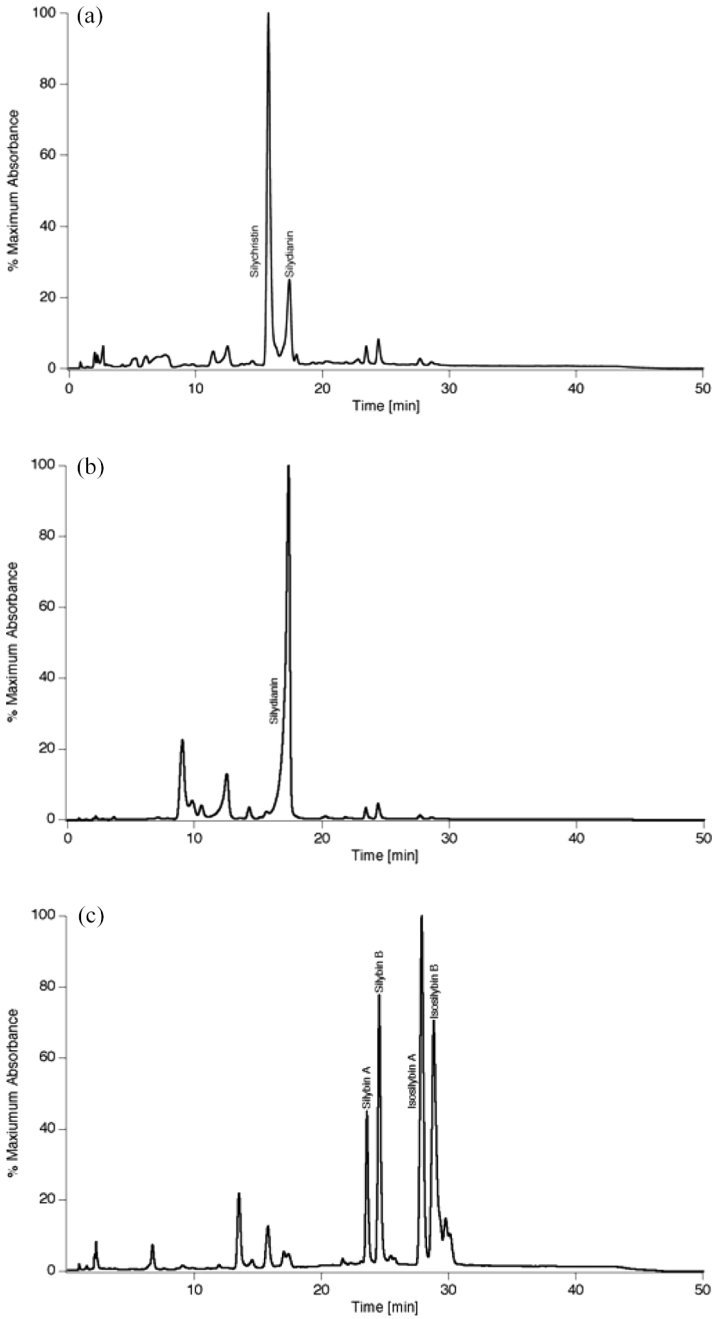 (a)
100
80
60
40
20
0
% Maximum Absorbance
Silychristin
Silydianin
0 10 20 30 40 50
Time [min]
(b)
100
80
60
40
20
0
% Maximum Absorbance
Silydianin
0 10 20 30 40 50
Time [min]
(c)
100
80
60
40
20
0
% Maxiumum Absorbance
Silybin A
Silybin B
Isosilybin A
Isosilybin B
10 20 30 40 50
Time [min]